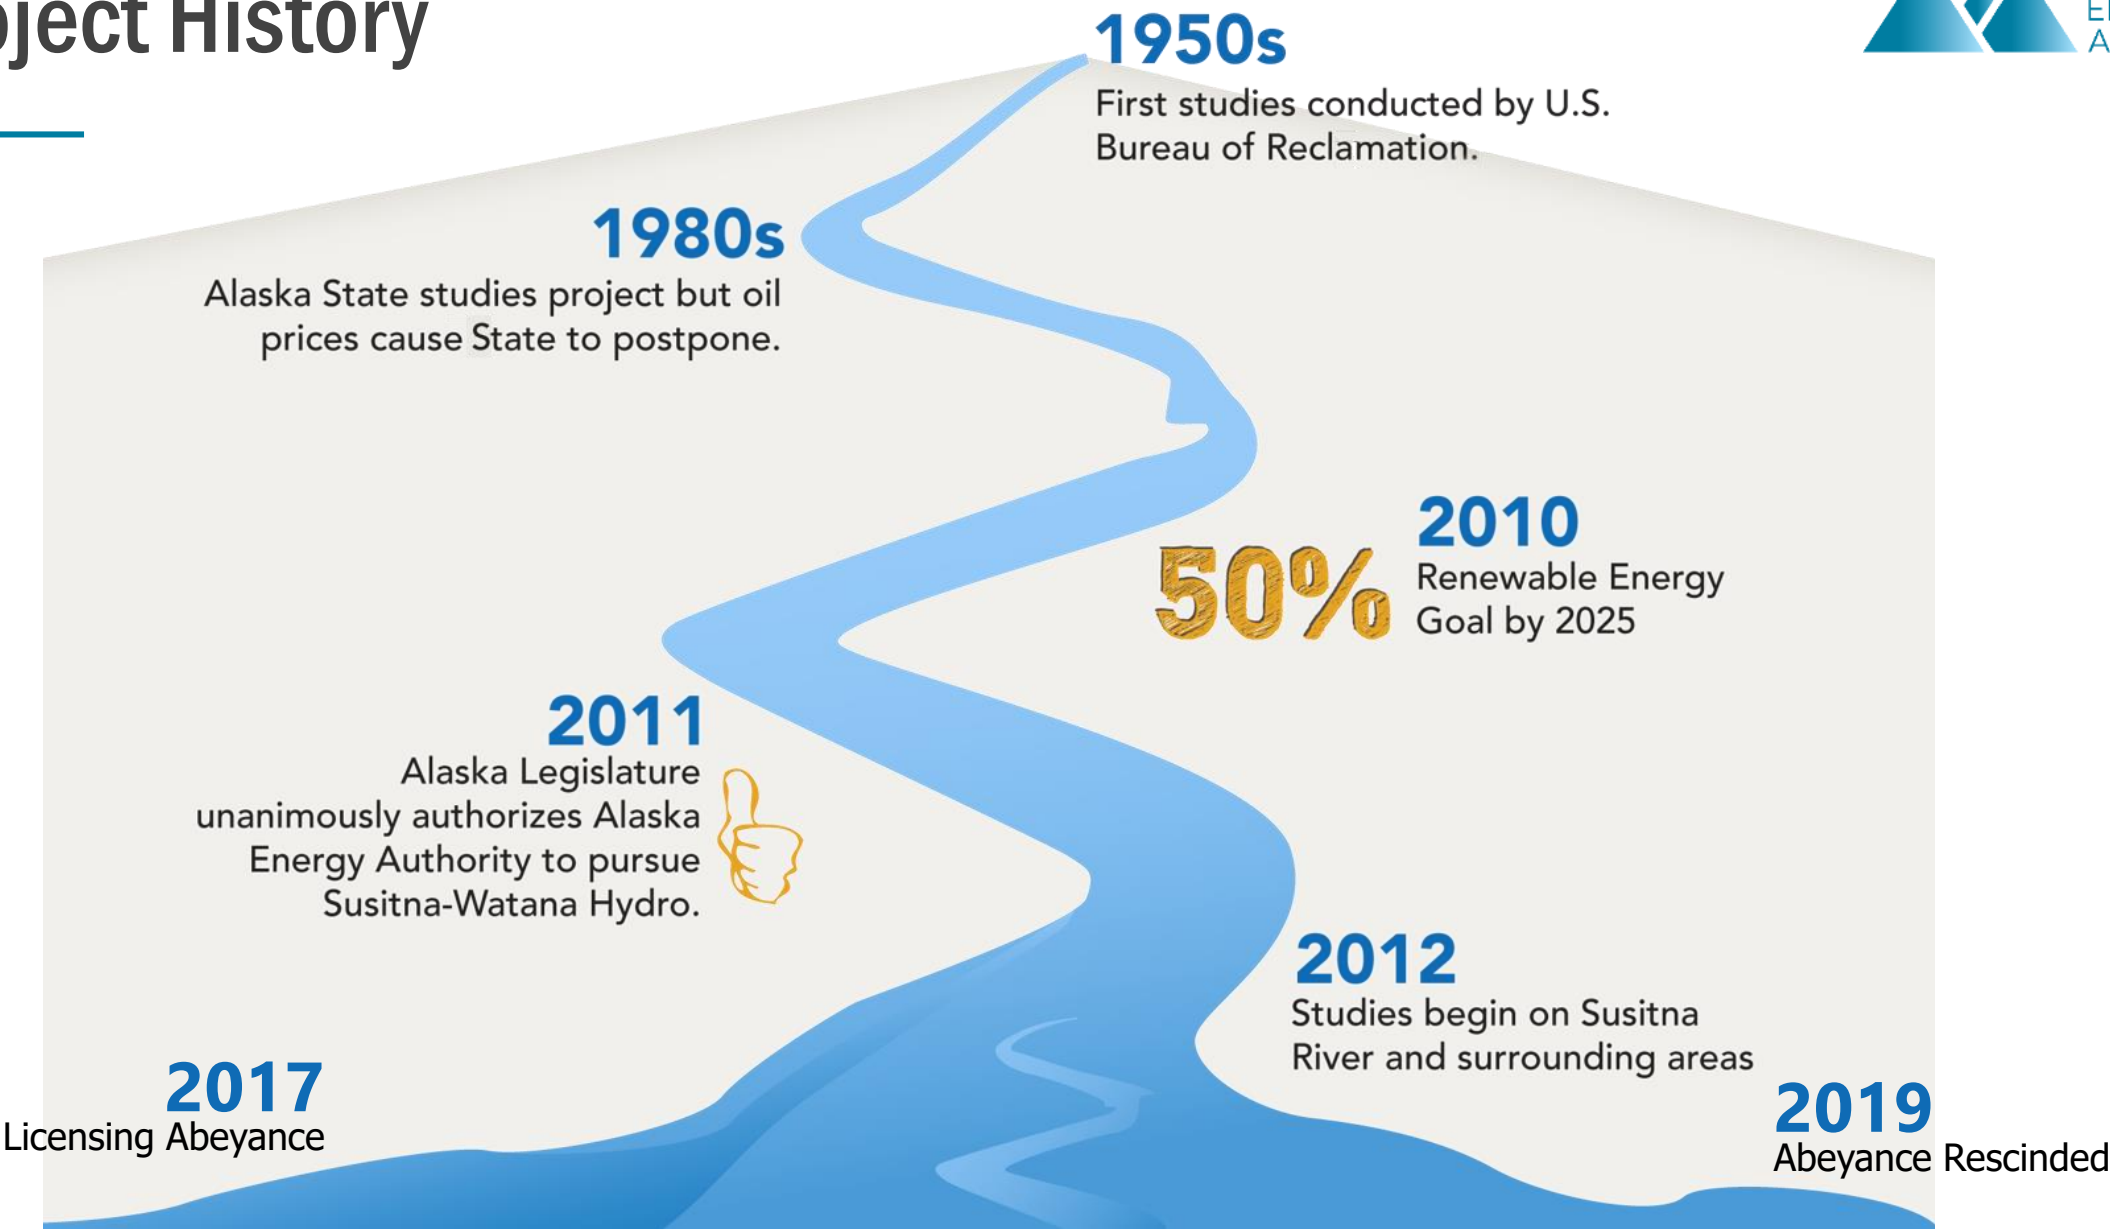 ject History
1950s
First studies conducted by U.S.
Bureau of Reclamation.
1980s
Alaska State studies project but oil
prices cause State to postpone.
50%
2010
Renewable Energy
Goal by 2025
2011
Alaska Legislature
unanimously authorizes Alaska
Energy Authority to pursue
Susitna-Watana Hydro.
2012
Studies begin on Susitna
River and surrounding areas
2017
Licensing Abeyance
2019
Abeyance Rescinded